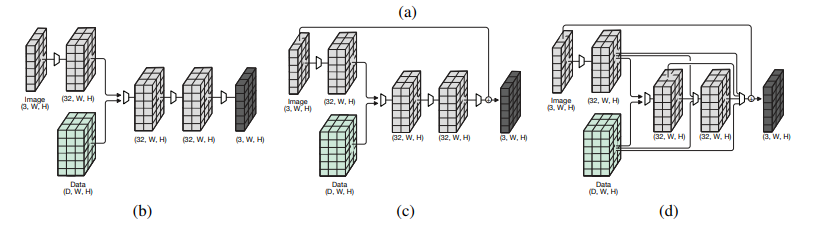 (a)
Image
(3, W, H)
(32, W, H)
Data
(D, W, H)
(32, W, H)
(32, W, H)
(3, W, H)
(b)
Image
(3, W, H)
(32, W, H)
Data
(D, W, H)
(32, W, H)
(32, W, H)
(3, W, H)
(c)
Image
(3, W, H)
(32, W, H)
Data
(D, W, H)
(32, W, H)
(32, W, H)
(3, W, H)
(d)